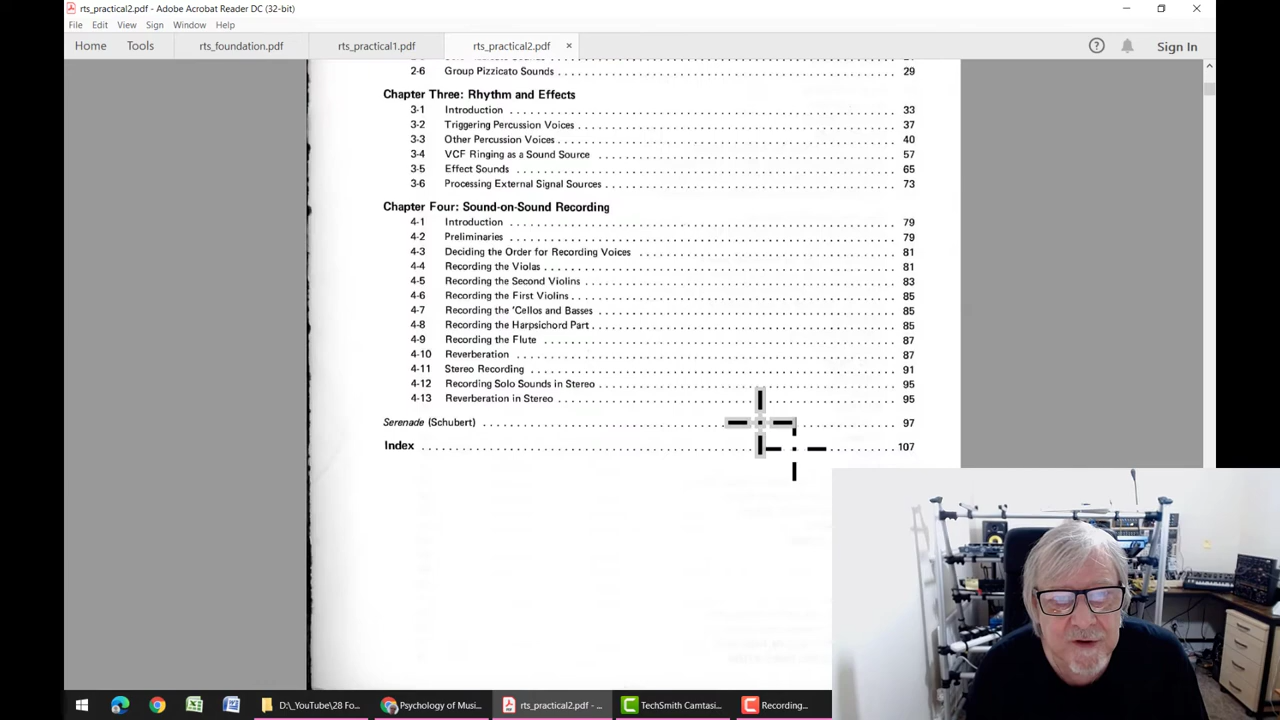 rts_practical2.pdf - Adobe Acrobat Reader DC (32-bit)
File Edit View Sign Window Help
Home Tools rts_foundation.pdf rts_practical1.pdf rts_practical2.pdf × Sign In
2-6 Group Pizzicato Sounds 29
Chapter Three: Rhythm and Effects
3-1 Introduction 33
3-2 Triggering Percussion Voices 37
3-3 Other Percussion Voices 40
3-4 VCF Ringing as a Sound Source 57
3-5 Effect Sounds 65
3-6 Processing External Signal Sources 73
Chapter Four: Sound-on-Sound Recording
4-1 Introduction 79
4-2 Preliminaries 79
4-3 Deciding the Order for Recording Voices 81
4-4 Recording the Violas 81
4-5 Recording the Second Violins 83
4-6 Recording the First Violins 85
4-7 Recording the 'Cellos and Basses 85
4-8 Recording the Harpsichord Part 85
4-9 Recording the Flute 87
4-10 Reverberation 87
4-11 Stereo Recording 91
4-12 Recording Solo Sounds in Stereo 95
4-13 Reverberation in Stereo 95
Serenade (Schubert) 97
Index 107
D:\_YouTube\28 Fo... Psychology of Musi... rts_practical2.pdf - ... TechSmith Camtasi... Recording...